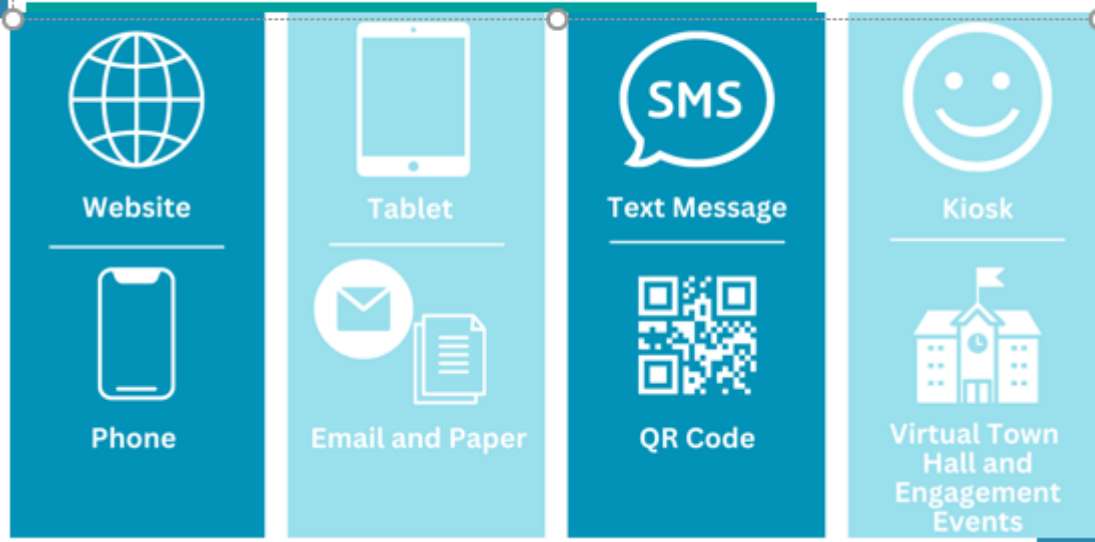 Website
Tablet
SMS
Text Message
Kiosk
Phone
Email and Paper
QR Code
Virtual Town
Hall and
Engagement
Events